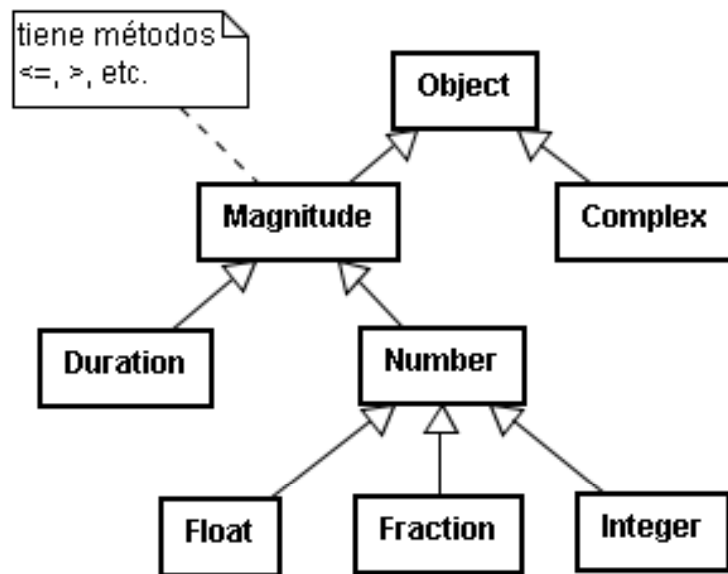 tiene métodos
<=, >, etc.
Object
Magnitude
Complex
Duration
Number
Float
Fraction
Integer